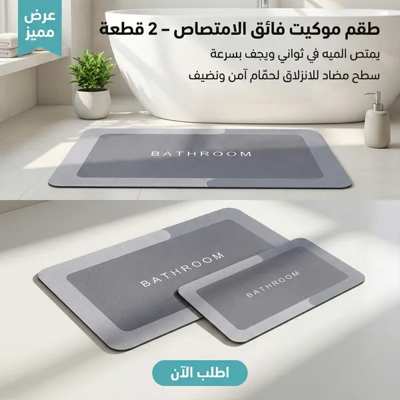 عرض
مميز
طقم موكيت فائق الامتصاص – 2 قطعة
يمتص الميه في ثواني ويجف بسرعة
سطح مضاد للانزلاق لحمّام آمن ونضيف
BATHROOM
BATHROOM
BATHROOM
اطلب الآن